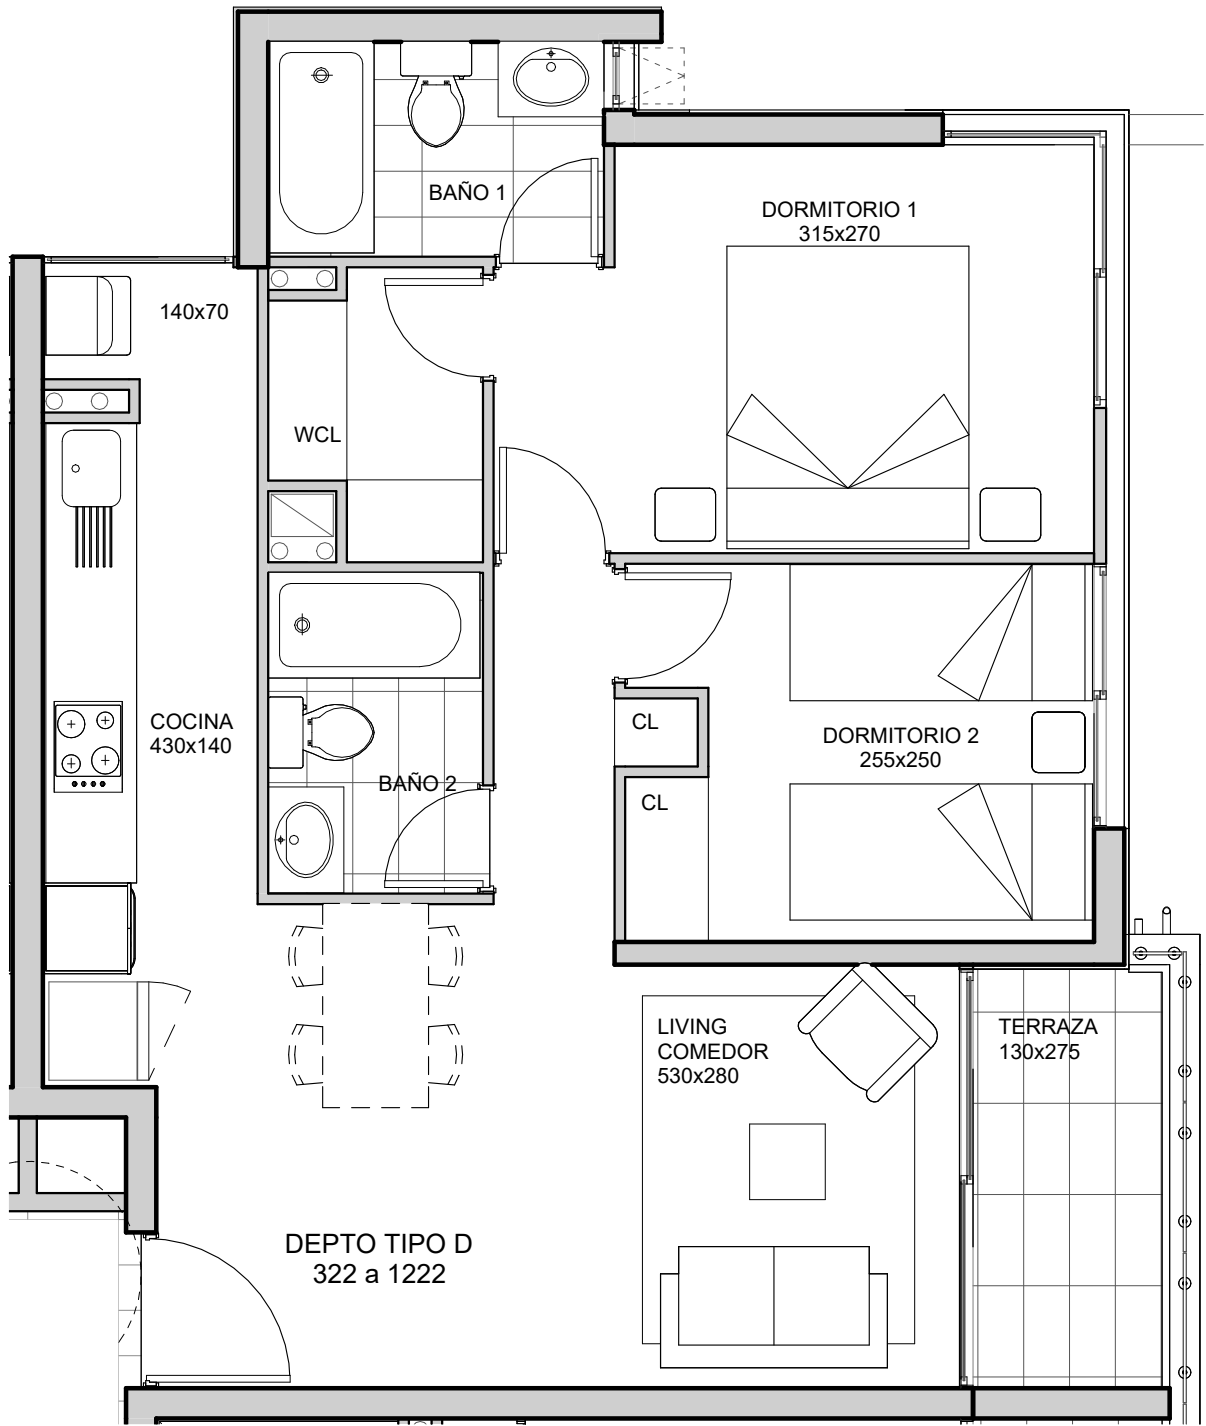 BAÑO 1
DORMITORIO 1
315x270
140x70
WCL
COCINA
430x140
BAÑO 2
CL
CL
DORMITORIO 2
255x250
LIVING
COMEDOR
530x280
TERRAZA
130x275
DEPTO TIPO D
322 a 1222